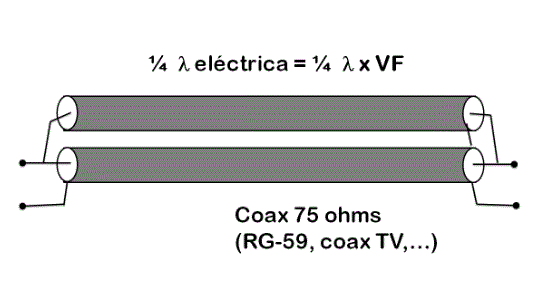 ¼ λ eléctrica = ¼ λ x VF
Coax 75 ohms
(RG-59, coax TV,...)